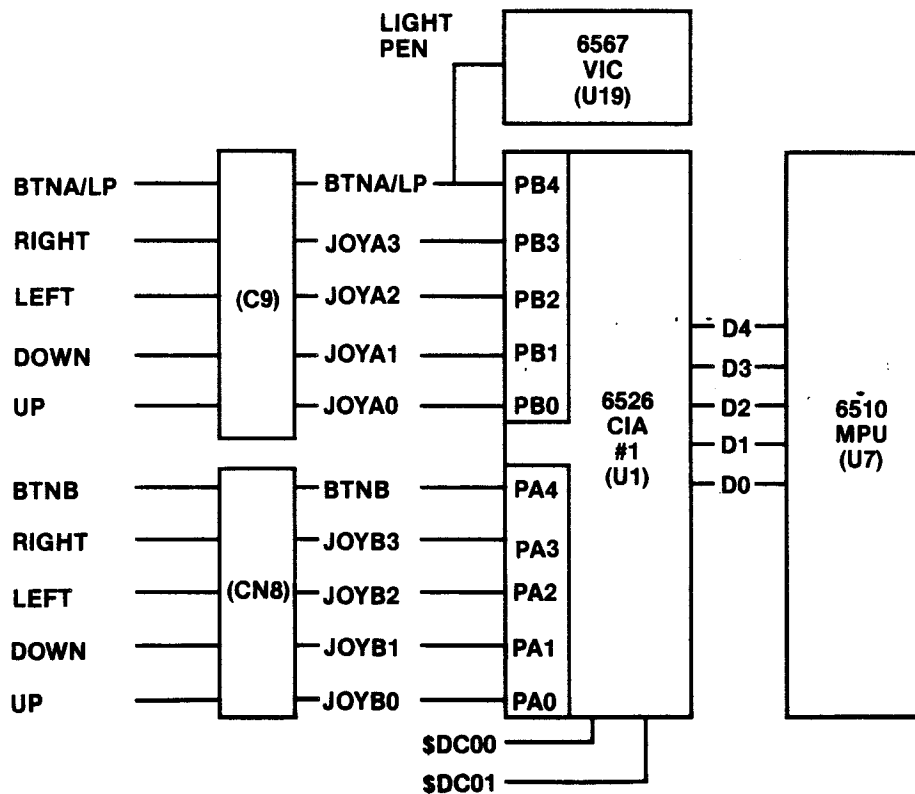 LIGHT
PEN
6567
VIC
(U19)
BTNA/LP
BTNA/LP
PB4
RIGHT
JOYA3
PB3
LEFT
(C9)
JOYA2
PB2
DOWN
JOYA1
PB1
UP
JOYA0
PB0
6526
CIA
#1
(U1)
D4
D3
D2
D1
D0
6510
MPU
(U7)
BTNB
BTNB
PA4
RIGHT
JOYB3
PA3
LEFT
(CN8)
JOYB2
PA2
DOWN
JOYB1
PA1
UP
JOYB0
PA0
$DC00
$DC01